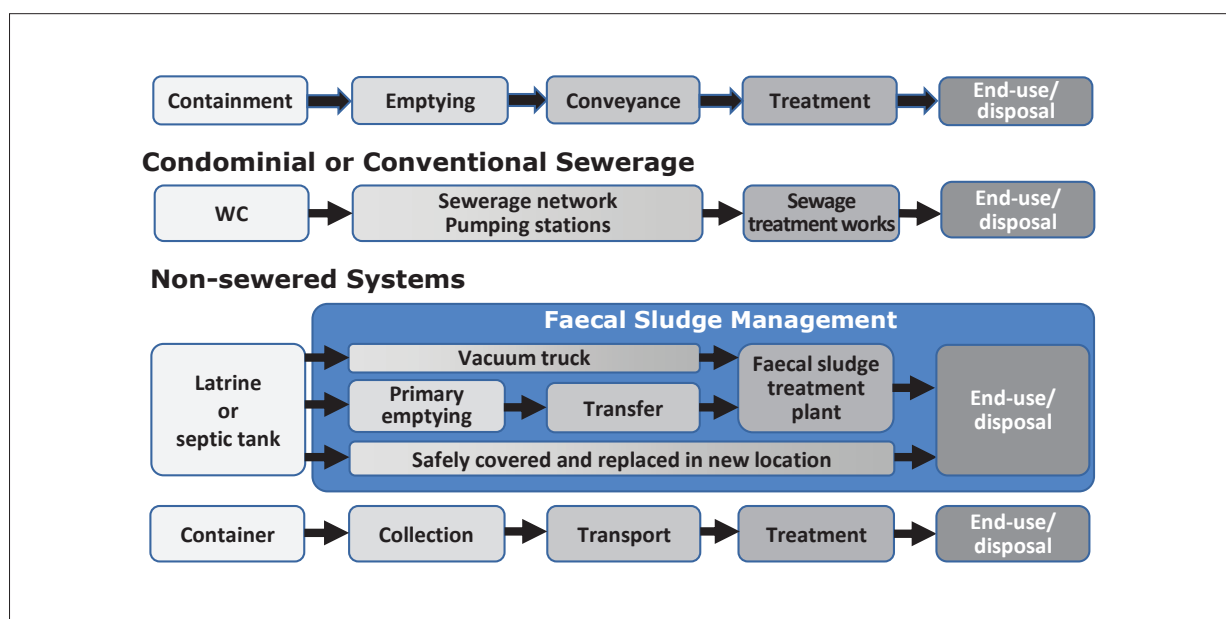 Containment
Emptying
Conveyance
Treatment
End-use/
disposal
Condominial or Conventional Sewerage
WC
Sewerage network
Pumping stations
Sewage
treatment works
End-use/
disposal
Non-sewered Systems
Faecal Sludge Management
Latrine
or
septic tank
Vacuum truck
Primary
emptying
Transfer
Faecal sludge
treatment
plant
Safely covered and replaced in new location
End-use/
disposal
Container
Collection
Transport
Treatment
End-use/
disposal